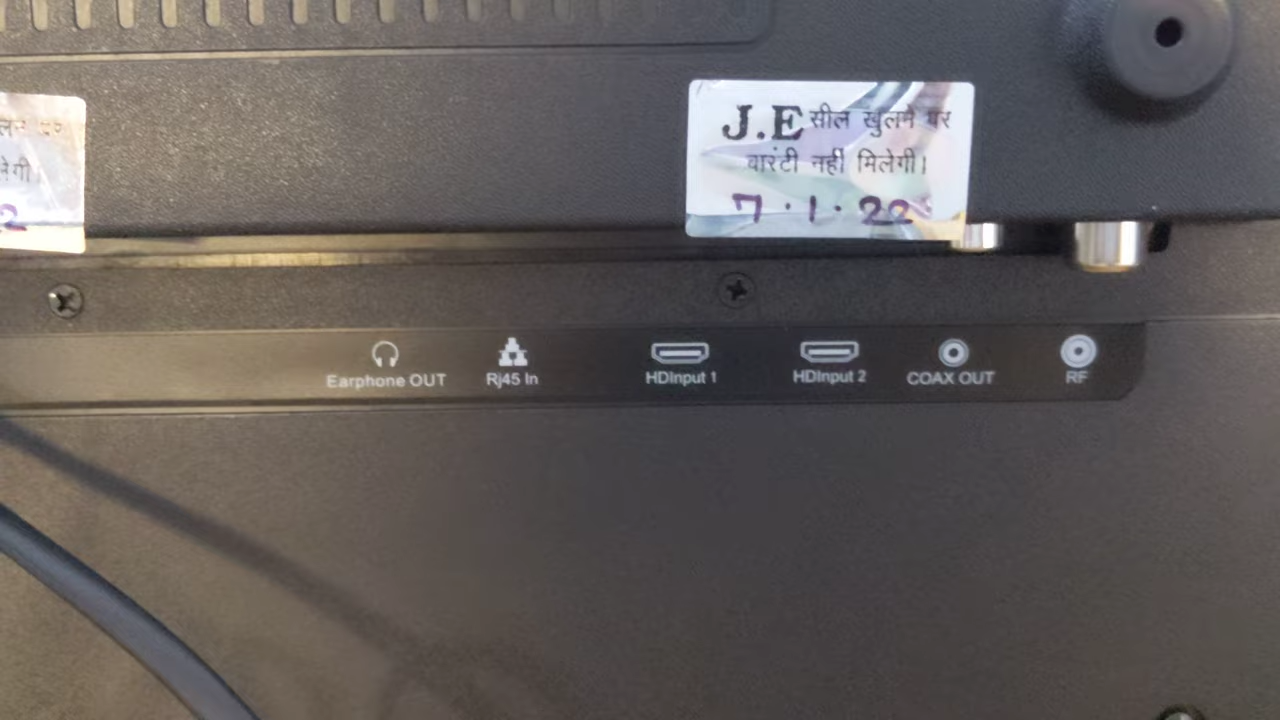 J.E सील खुलने पर
वारंटी नहीं मिलेगी।
7.1.22
Earphone OUT
Rj45 In
HDInput 1
HDInput 2
COAX OUT
RF